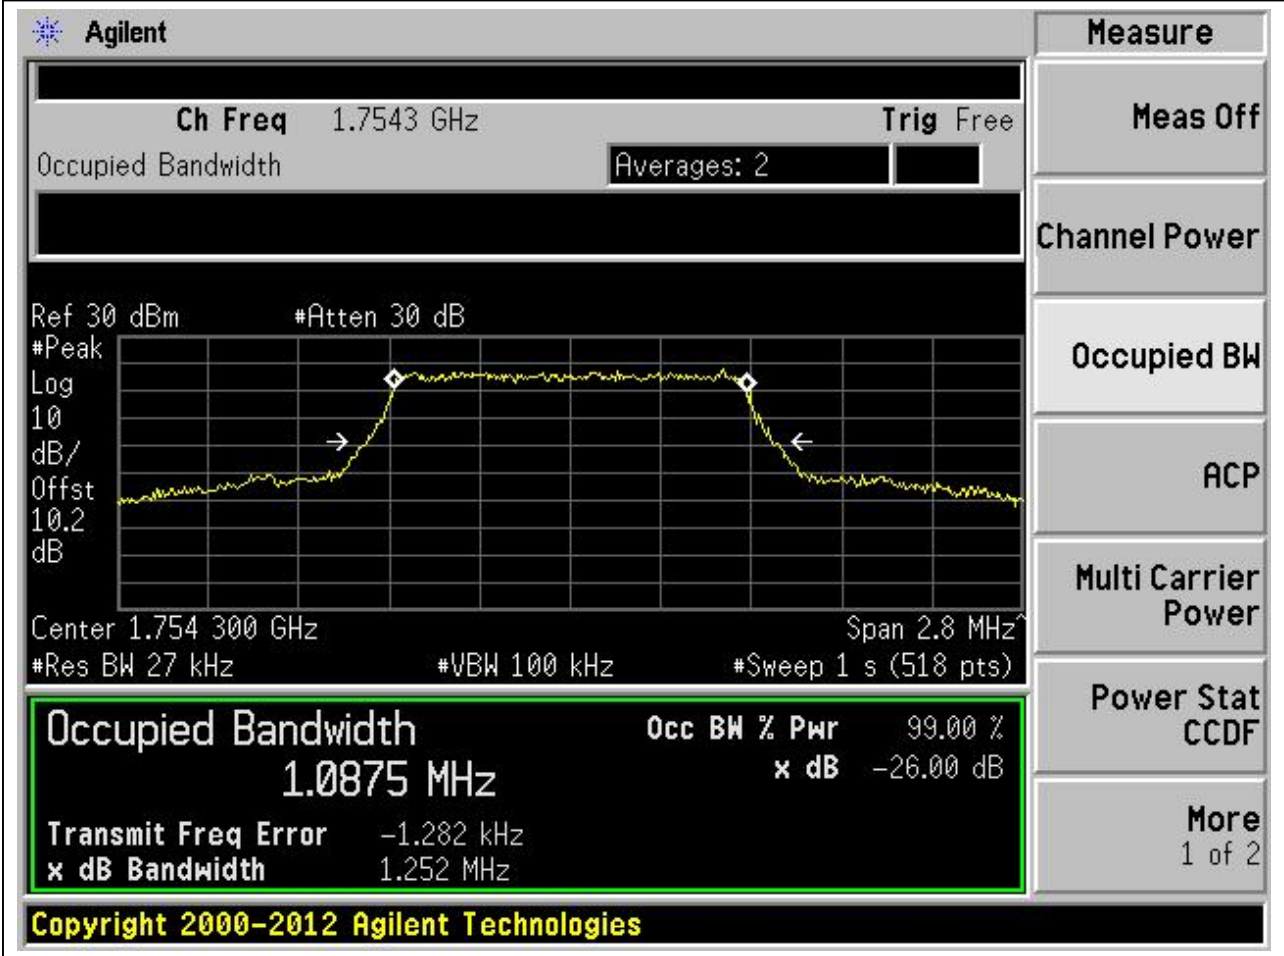 Agilent
Measure
Ch Freq 1.7543 GHz Trig Free
Occupied Bandwidth Averages: 2
Meas Off
Channel Power
Occupied BW
ACP
Multi Carrier
Power
Power Stat
CCDF
More
1 of 2
Ref 30 dBm #Atten 30 dB
#Peak
Log
10
dB/
Offst
10.2
dB
Center 1.754 300 GHz Span 2.8 MHz^
#Res BW 27 kHz #VBW 100 kHz #Sweep 1 s (518 pts)
Occupied Bandwidth Occ BW % Pwr 99.00 %
1.0875 MHz x dB -26.00 dB
Transmit Freq Error -1.282 kHz
x dB Bandwidth 1.252 MHz
Copyright 2000-2012 Agilent Technologies